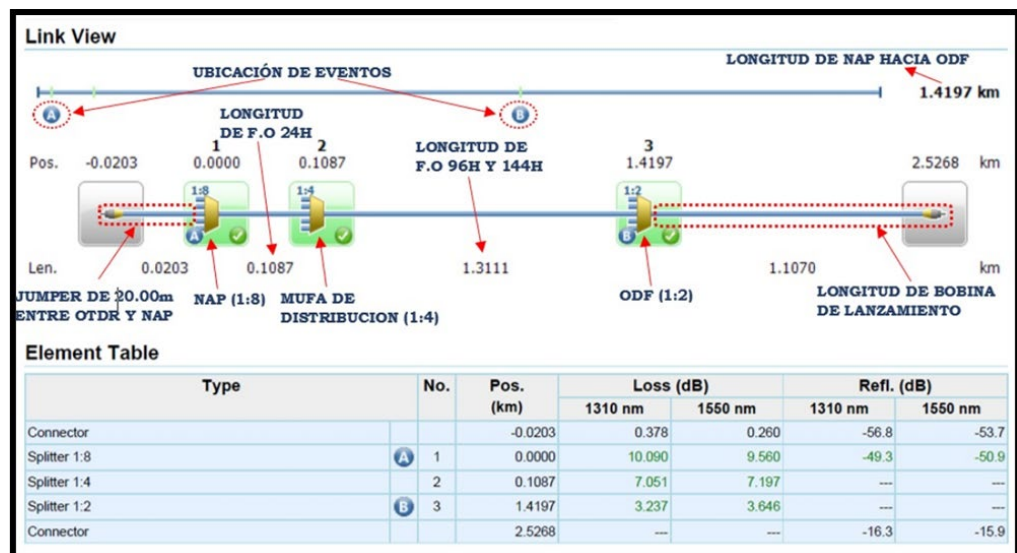 Link View
LONGITUD DE NAP HACIA ODF
UBICACIÓN DE EVENTOS
1.4197 km
A
B
LONGITUD
DE F.O 24H
LONGITUD DE
F.O 96H Y 144H
1
2
3
Pos. -0.0203 0.0000 0.1087 1.4197 2.5268 km
1:8
1:4
1:2
A
B
Len. 0.0203 0.1087 1.3111 1.1070 km
JUMPER DE 20.00m
ENTRE OTDR Y NAP
NAP (1:8)
MUFA DE
DISTRIBUCION (1:4)
ODF (1:2)
LONGITUD DE BOBINA
DE LANZAMIENTO
Element Table
Type No. Pos. Loss (dB) Refl. (dB)
(km) 1310 nm 1550 nm 1310 nm 1550 nm
Connector -0.0203 0.378 0.260 -56.8 -53.7
Splitter 1:8 A 1 0.0000 10.090 9.560 -49.3 -50.9
Splitter 1:4 2 0.1087 7.051 7.197 --- ---
Splitter 1:2 B 3 1.4197 3.237 3.646 --- ---
Connector 2.5268 --- --- -16.3 -15.9